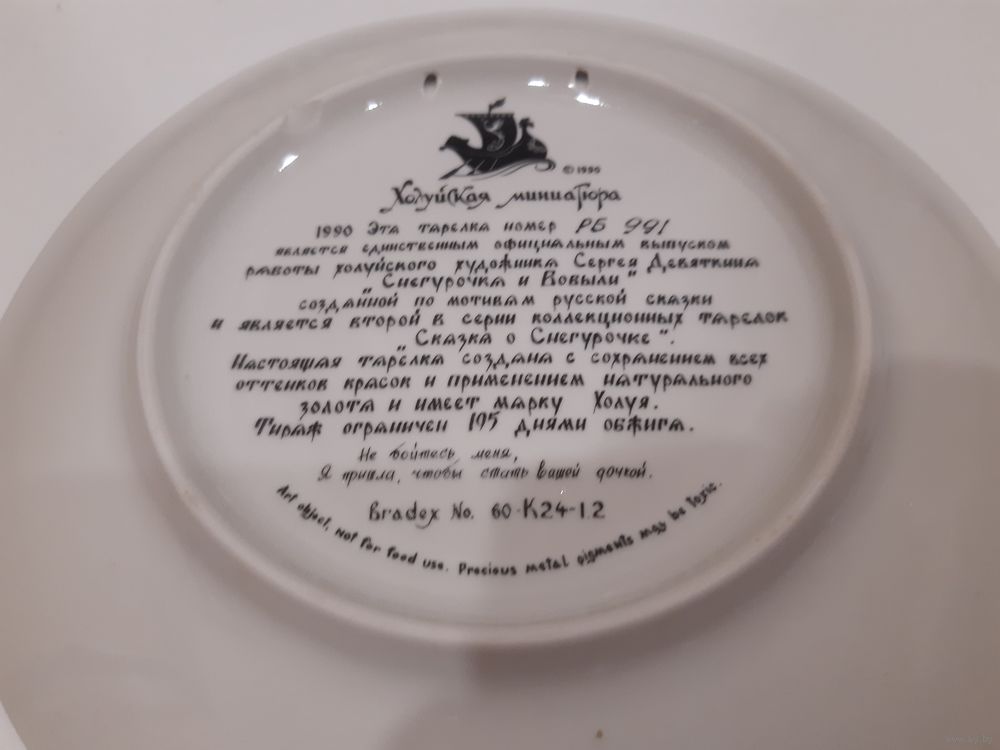 © 1990
Холуйская миниатюра
1990 Эта тарелка номер РБ 991
является единственным официальным выпуском
работы холуйского художника Сергея Девяткина
„Снегурочка и Вовыли"
созданной по мотивам русской сказки
и является второй в серии коллекционных тарелок
„Сказка о Снегурочке".
Настоящая тарелка создана с сохранением всех
оттенков красок и применением натурального
золота и имеет марку Холуя.
Тираж ограничен 195 днями обжига.
Не бойтесь меня,
Я пришла, чтобы стать вашей дочкой.
Bradex No. 60-K24-1.2
Art object, not for food use. Precious metal pigments may be toxic.